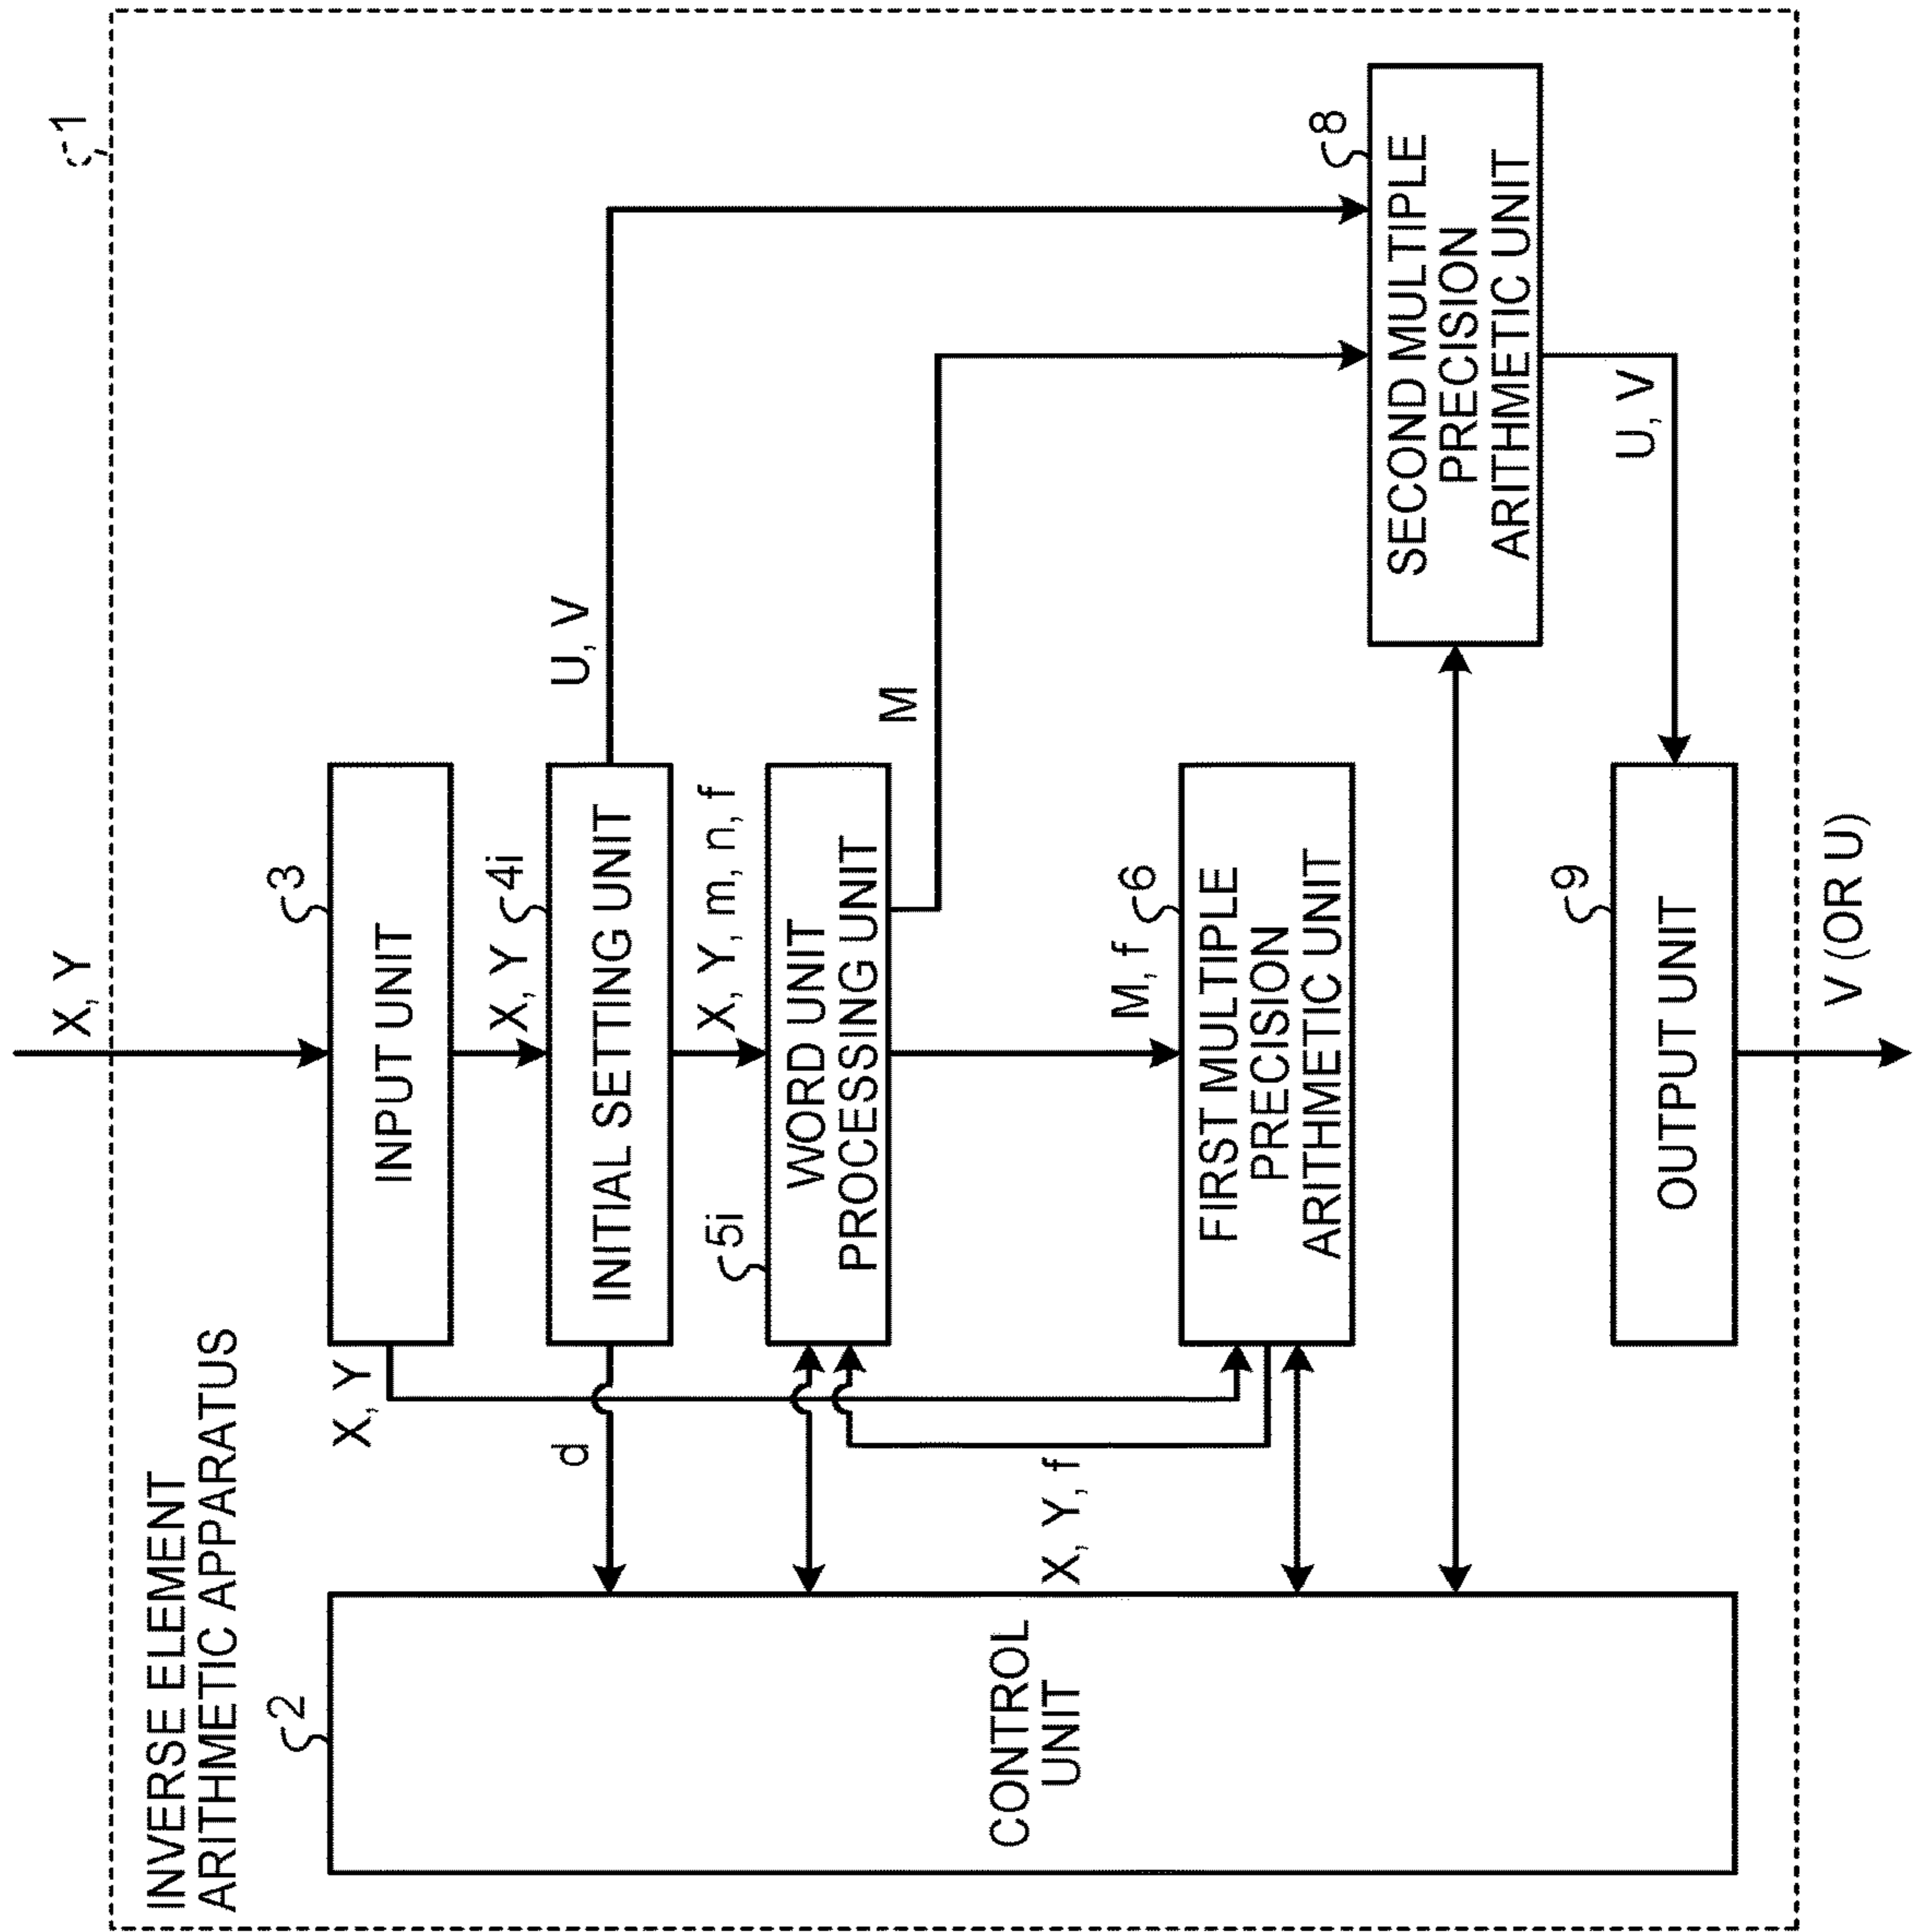 INVERSE ELEMENT
ARITHMETIC APPARATUS
1
X, Y
2
CONTROL
UNIT
3
INPUT UNIT
X, Y
X, Y
4i
INITIAL SETTING UNIT
U, V
d
X, Y, m, n, f
5i
WORD UNIT
PROCESSING UNIT
M
X, Y, f
M, f
6
FIRST MULTIPLE
PRECISION
ARITHMETIC UNIT
8
SECOND MULTIPLE
PRECISION
ARITHMETIC UNIT
U, V
9
OUTPUT UNIT
V (OR U)